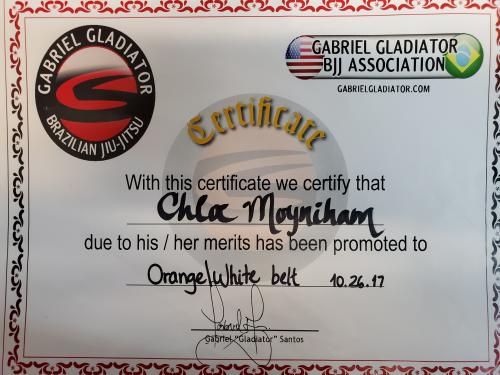 GABRIEL GLADIATOR
BRAZILIAN JIU-JITSU
GABRIEL GLADIATOR
BJJ ASSOCIATION
GABRIELGLADIATOR.COM
Certificate
With this certificate we certify that
Chloe Moyniham
due to his / her merits has been promoted to
Orange/White belt 10.26.17
Gabriel "Gladiator" Santos